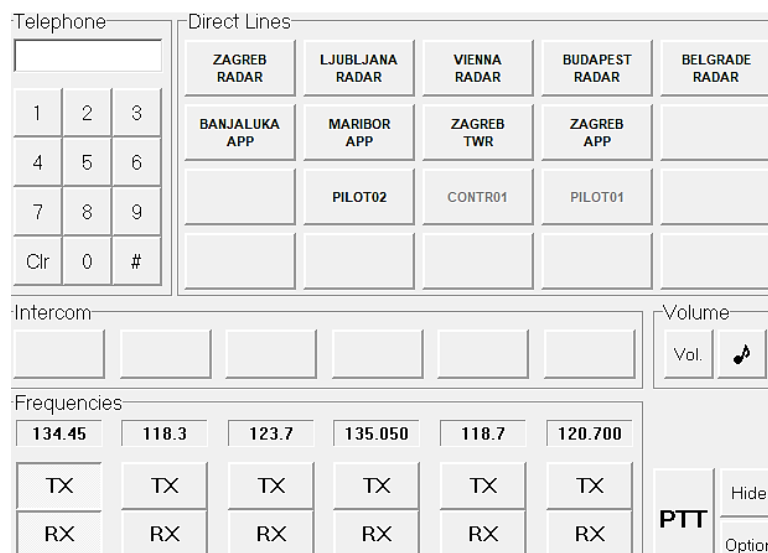 Telephone
Direct Lines
ZAGREB RADAR
LJUBLJANA RADAR
VIENNA RADAR
BUDAPEST RADAR
BELGRADE RADAR
1 2 3
BANJALUKA APP
MARIBOR APP
ZAGREB TWR
ZAGREB APP
4 5 6
7 8 9
PILOT02
CONTR01
PILOT01
Clr 0 #
Intercom
Volume
Vol.
Frequencies
134.45 118.3 123.7 135.050 118.7 120.700
TX TX TX TX TX TX
RX RX RX RX RX RX
PTT
Hide
Option